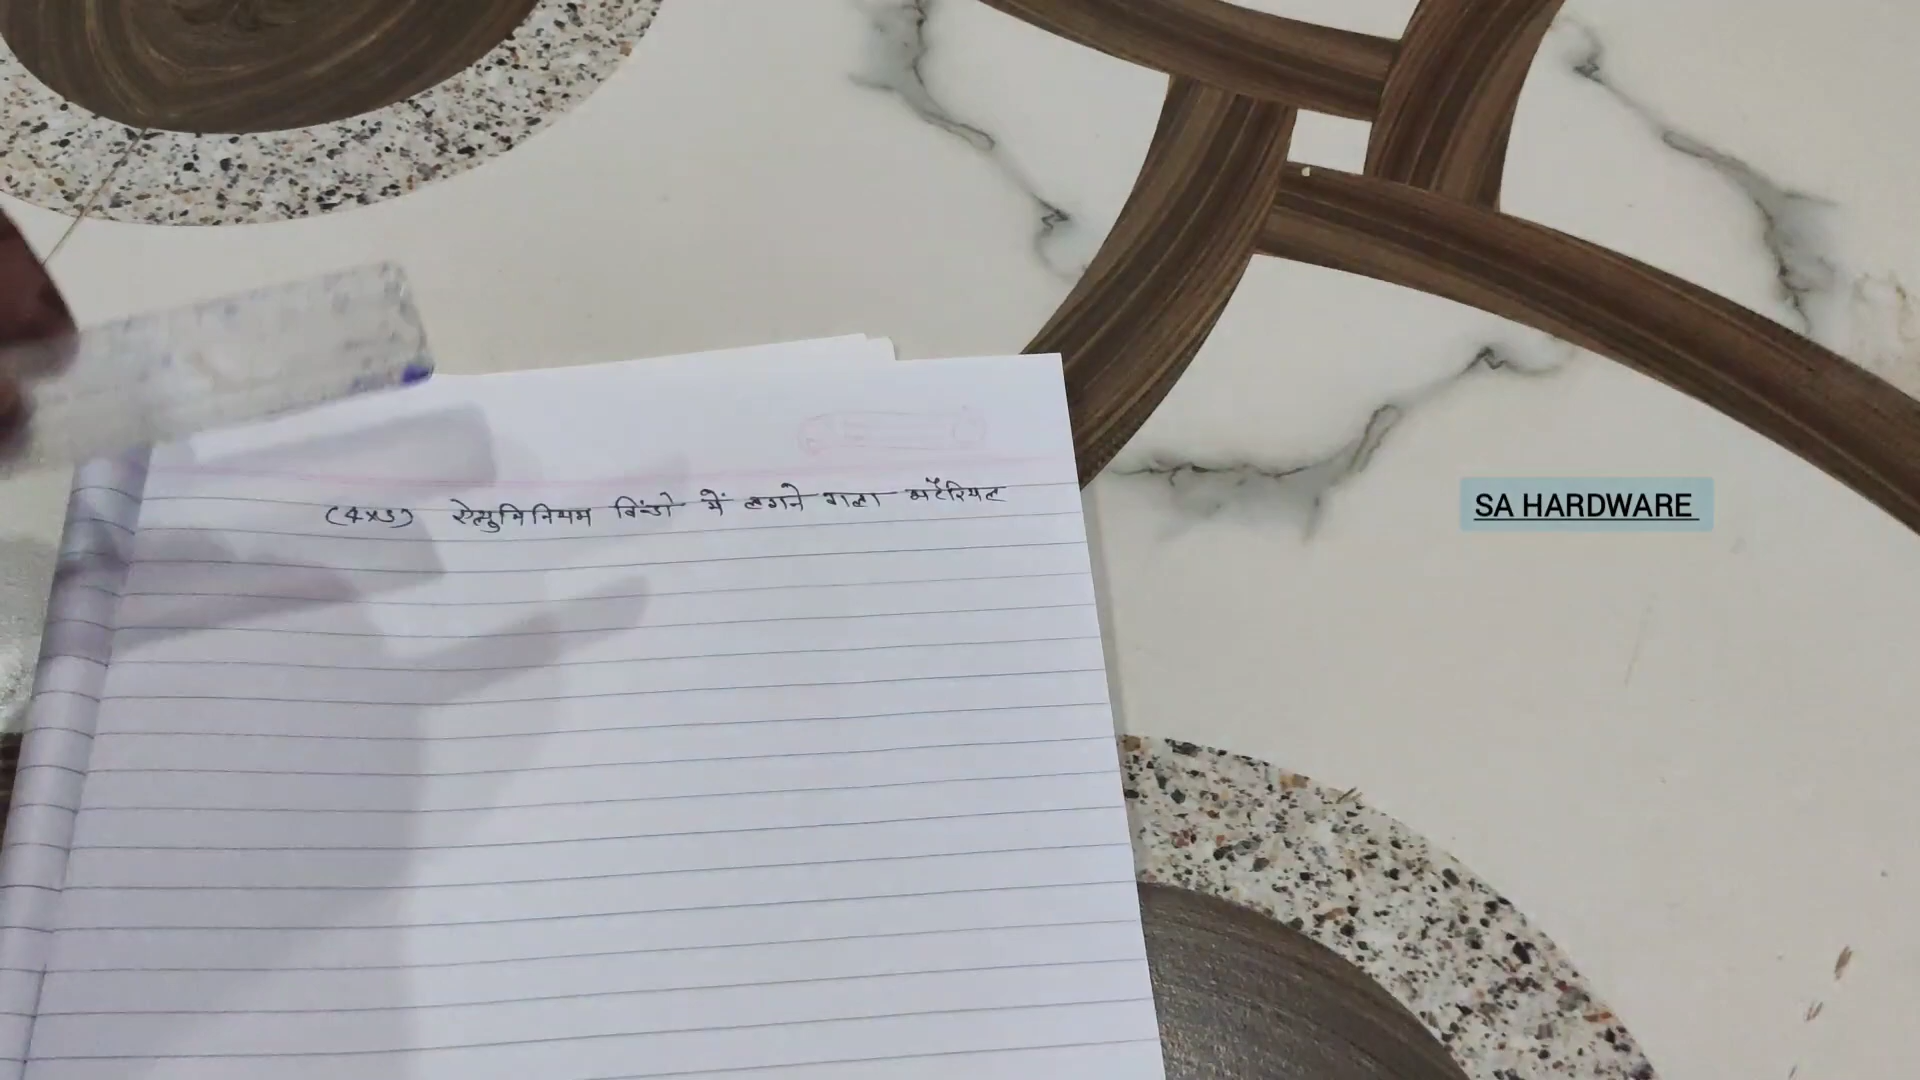 (4x3) ऐल्युमिनियम विंडो में लगने वाला मटैरियल
SA HARDWARE